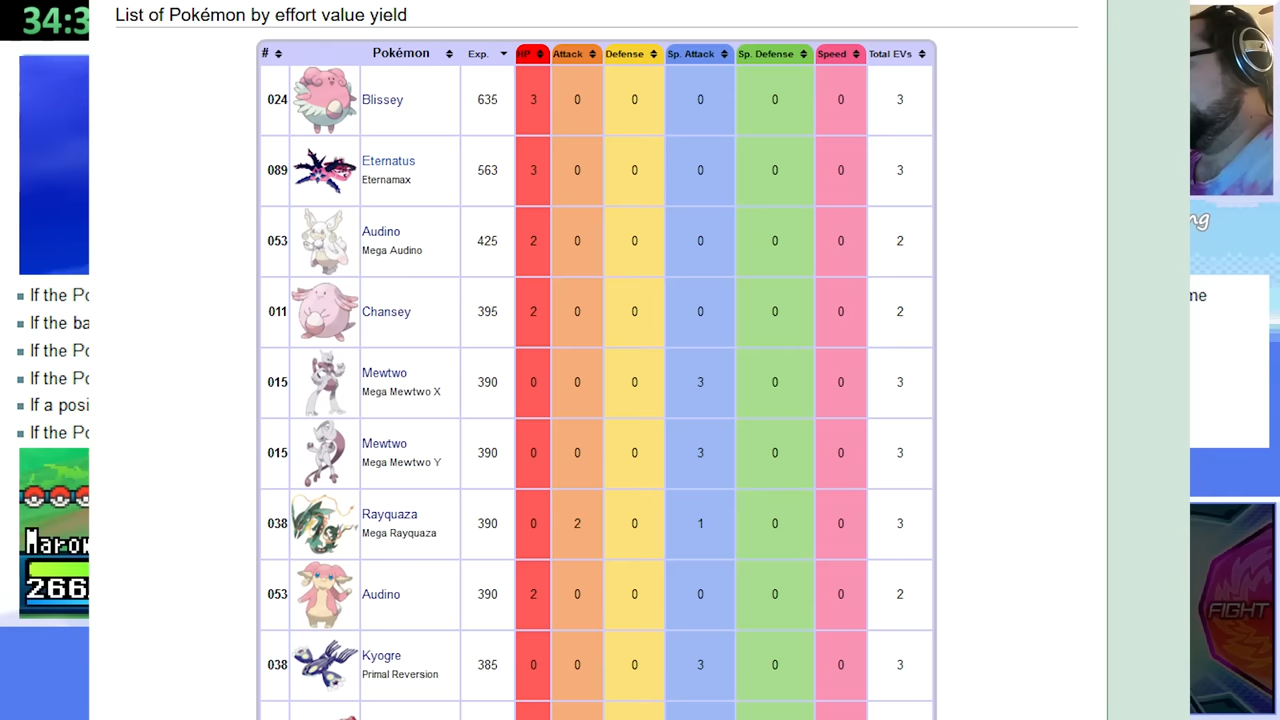 34:3
List of Pokémon by effort value yield
# Pokémon Exp. HP Attack Defense Sp. Attack Sp. Defense Speed Total EVs
024 Blissey 635 3 0 0 0 0 0 3
089 Eternatus Eternamax 563 3 0 0 0 0 0 3
053 Audino Mega Audino 425 2 0 0 0 0 0 2
011 Chansey 395 2 0 0 0 0 0 2
015 Mewtwo Mega Mewtwo X 390 0 0 0 3 0 0 3
015 Mewtwo Mega Mewtwo Y 390 0 0 0 3 0 0 3
038 Rayquaza Mega Rayquaza 390 0 2 0 1 0 0 3
053 Audino 390 2 0 0 0 0 0 2
038 Kyogre Primal Reversion 385 0 0 0 3 0 0 3
If the Po
If the ba
If the Po
If the Po
If a posi
If the Po
Marow
266
ng
me
FIGHT